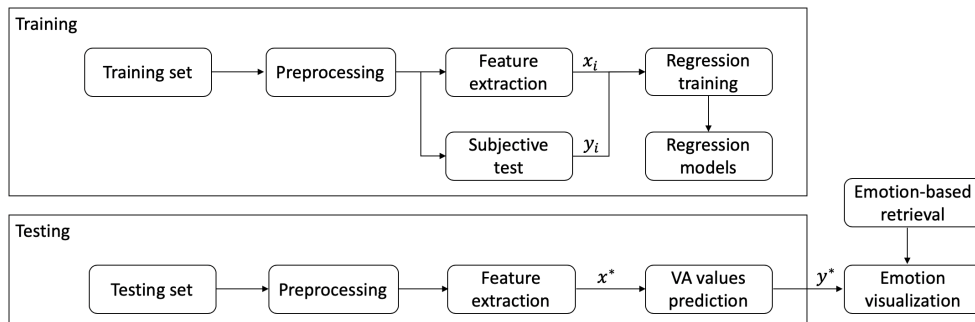 Training
Training set
Preprocessing
Feature
extraction
x_i
Regression
training
Subjective
test
y_i
Regression
models
Emotion-based
retrieval
Testing
Testing set
Preprocessing
Feature
extraction
x*
VA values
prediction
y*
Emotion
visualization